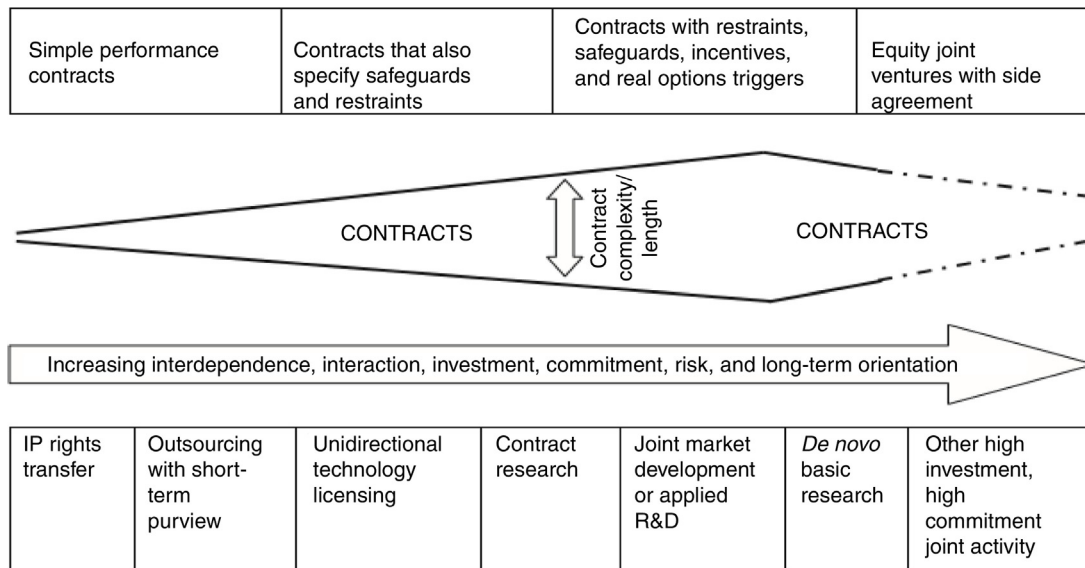 Simple performance
contracts
Contracts that also
specify safeguards
and restraints
Contracts with restraints,
safeguards, incentives,
and real options triggers
Equity joint
ventures with side
agreement
CONTRACTS
Contract
complexity/
length
CONTRACTS
Increasing interdependence, interaction, investment, commitment, risk, and long-term orientation
IP rights
transfer
Outsourcing
with short-
term
purview
Unidirectional
technology
licensing
Contract
research
Joint market
development
or applied
R&D
De novo
basic
research
Other high
investment,
high
commitment
joint activity